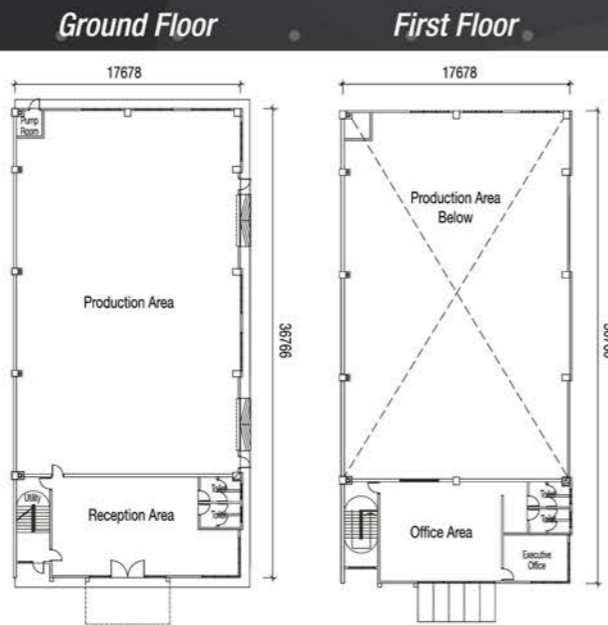 Ground Floor
First Floor
17678
17678
Pump
Room
Production Area
36766
Utility
Reception Area
Toilet
Toilet
Production Area
Below
Office Area
Toilet
Toilet
Executive
Office